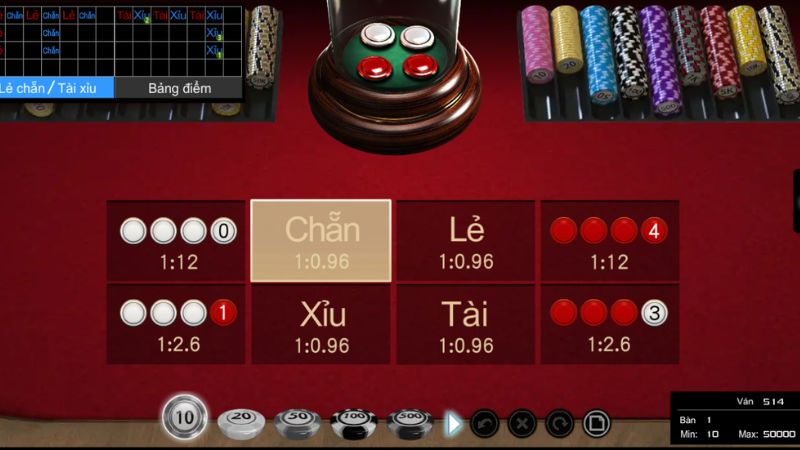 Lẻ Chẵn Lẻ Chẵn Tài Xỉu Tài Xỉu Tài Xỉu
Chẵn Xỉu
Chẵn Xỉu
Lẻ chẵn / Tài xỉu Bảng điểm
0
1:12
Chẵn
1:0.96
Lẻ
1:0.96
4
1:12
1
1:2.6
Xỉu
1:0.96
Tài
1:0.96
3
1:2.6
10 20 50 100 500
Ván 514
Bàn 1
Min: 10 Max: 50000